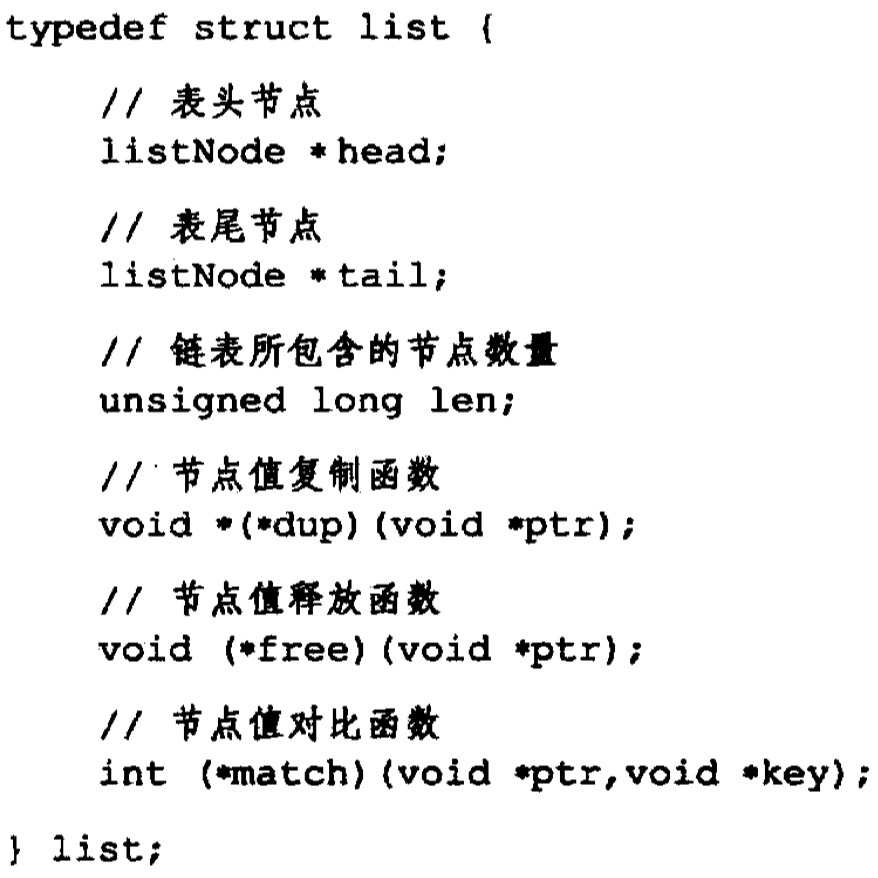 typedef struct list {
// 表头节点
listNode *head;
// 表尾节点
listNode *tail;
// 链表所包含的节点数量
unsigned long len;
// 节点值复制函数
void *(*dup)(void *ptr);
// 节点值释放函数
void (*free)(void *ptr);
// 节点值对比函数
int (*match)(void *ptr,void *key);
} list;